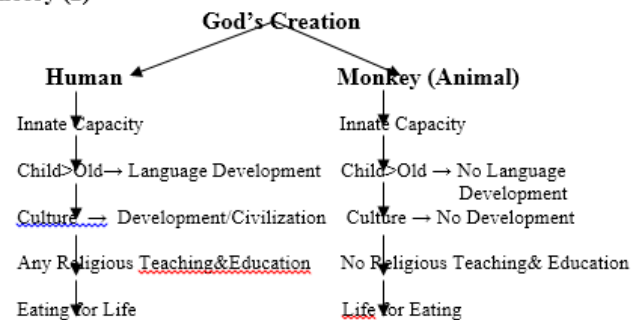 God's Creation
Human Monkey (Animal)
Innate Capacity Innate Capacity
Child>Old→ Language Development Child>Old → No Language
Development
Culture → Development/Civilization Culture → No Development
Any Religious Teaching&Education No Religious Teaching& Education
Eating for Life Life for Eating